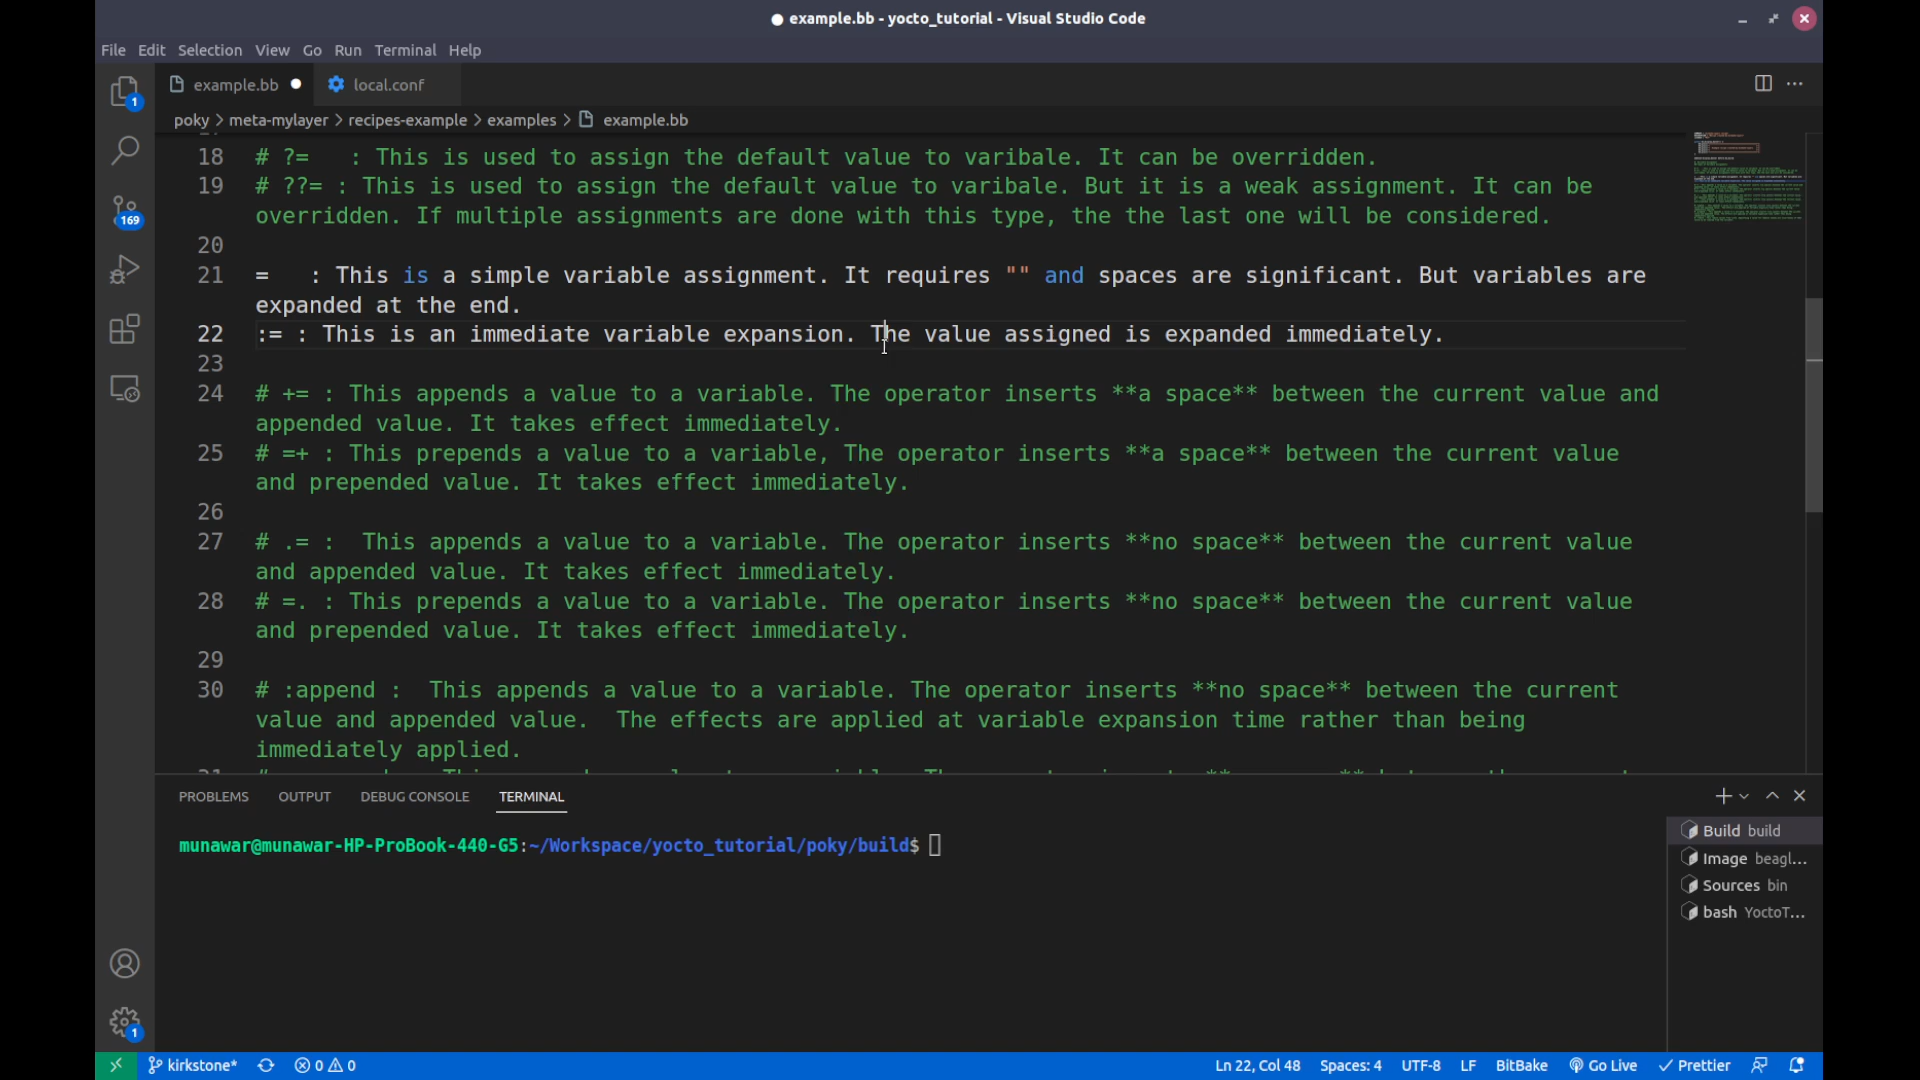 ● example.bb - yocto_tutorial - Visual Studio Code
File Edit Selection View Go Run Terminal Help
example.bb ● local.conf
poky > meta-mylayer > recipes-example > examples > example.bb
18 # ?=   : This is used to assign the default value to varibale. It can be overridden.
19 # ??= : This is used to assign the default value to varibale. But it is a weak assignment. It can be
overridden. If multiple assignments are done with this type, the the last one will be considered.
20
21 =   : This is a simple variable assignment. It requires "" and spaces are significant. But variables are
expanded at the end.
22 := : This is an immediate variable expansion. The value assigned is expanded immediately.
23
24 # += : This appends a value to a variable. The operator inserts **a space** between the current value and
appended value. It takes effect immediately.
25 # =+ : This prepends a value to a variable, The operator inserts **a space** between the current value
and prepended value. It takes effect immediately.
26
27 # .= :  This appends a value to a variable. The operator inserts **no space** between the current value
and appended value. It takes effect immediately.
28 # =. : This prepends a value to a variable. The operator inserts **no space** between the current value
and prepended value. It takes effect immediately.
29
30 # :append :  This appends a value to a variable. The operator inserts **no space** between the current
value and appended value.  The effects are applied at variable expansion time rather than being
immediately applied.
PROBLEMS OUTPUT DEBUG CONSOLE TERMINAL
munawar@munawar-HP-ProBook-440-G5:~/Workspace/yocto_tutorial/poky/build$
Build build
Image beagl...
Sources bin
bash YoctoT...
1
169
1
kirkstone* 0 0 Ln 22, Col 48 Spaces: 4 UTF-8 LF BitBake Go Live Prettier